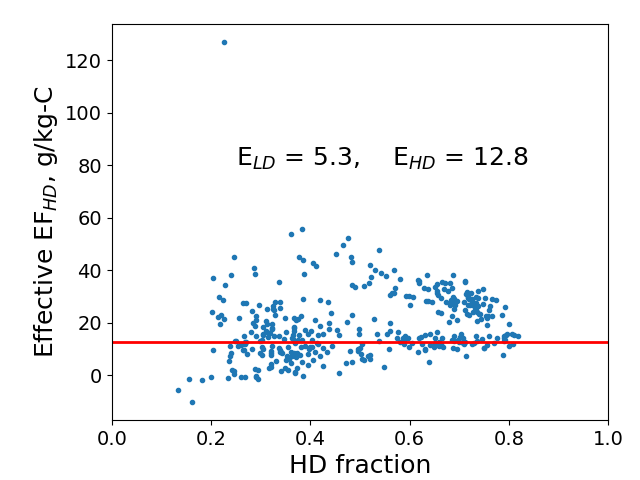 120
100
80
60
40
20
0
Effective EF_HD, g/kg-C
E_LD = 5.3, E_HD = 12.8
0.0 0.2 0.4 0.6 0.8 1.0
HD fraction